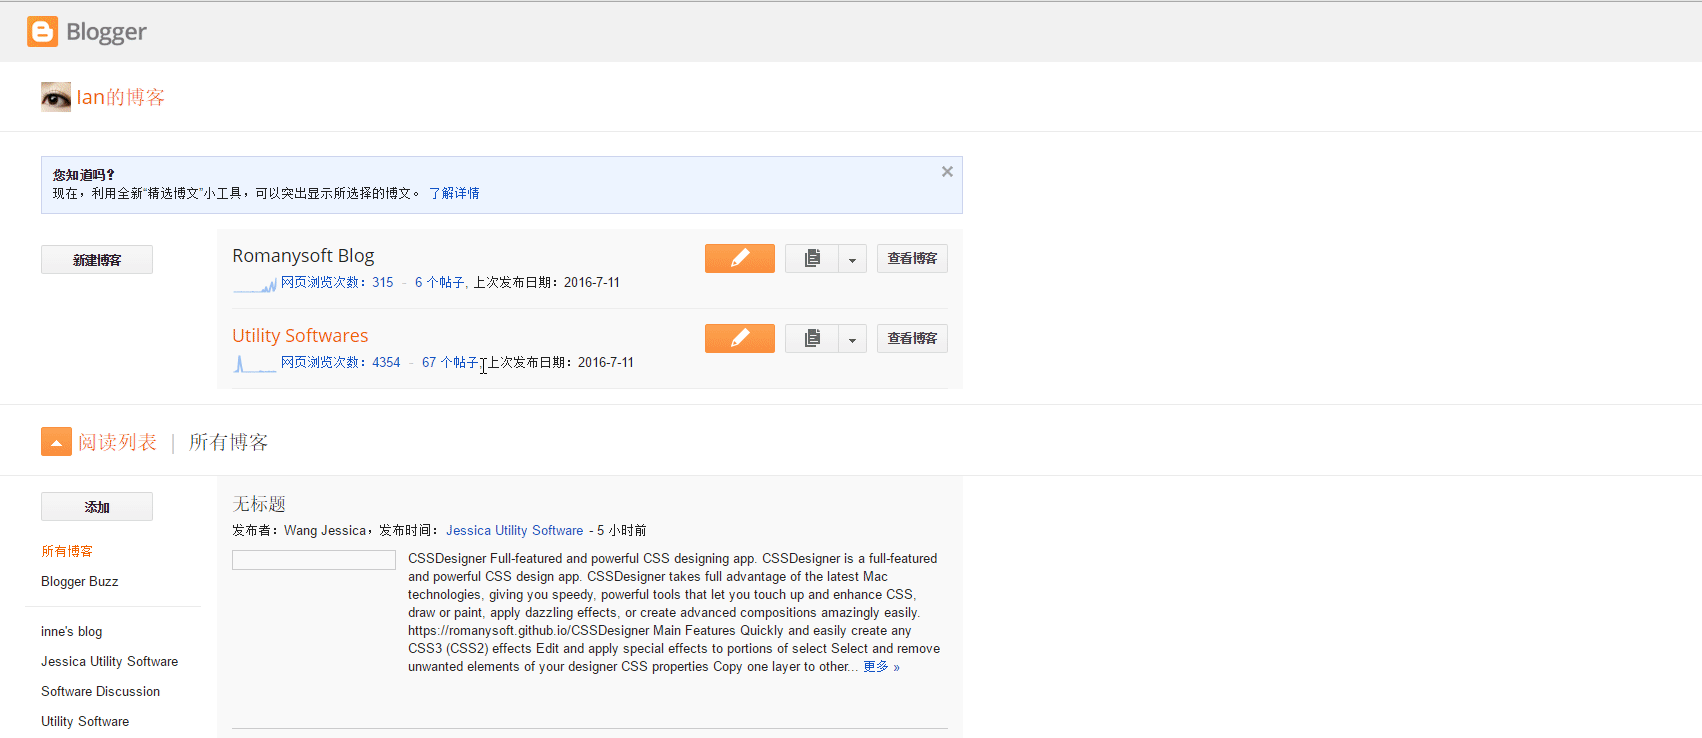 Blogger
Ian的博客
您知道吗?
现在，利用全新“精选博文”小工具，可以突出显示所选择的博文。 了解详情
新建博客
Romanysoft Blog
查看博客
网页浏览次数：315 - 6 个帖子, 上次发布日期：2016-7-11
Utility Softwares
查看博客
网页浏览次数：4354 - 67 个帖子, 上次发布日期：2016-7-11
阅读列表 | 所有博客
添加
所有博客
Blogger Buzz
inne's blog
Jessica Utility Software
Software Discussion
Utility Software
无标题
发布者：Wang Jessica，发布时间： Jessica Utility Software - 5 小时前
CSSDesigner Full-featured and powerful CSS designing app. CSSDesigner is a full-featured
and powerful CSS design app. CSSDesigner takes full advantage of the latest Mac
technologies, giving you speedy, powerful tools that let you touch up and enhance CSS,
draw or paint, apply dazzling effects, or create advanced compositions amazingly easily.
https://romanysoft.github.io/CSSDesigner Main Features Quickly and easily create any
CSS3 (CSS2) effects Edit and apply special effects to portions of select Select and remove
unwanted elements of your designer CSS properties Copy one layer to other... 更多 »